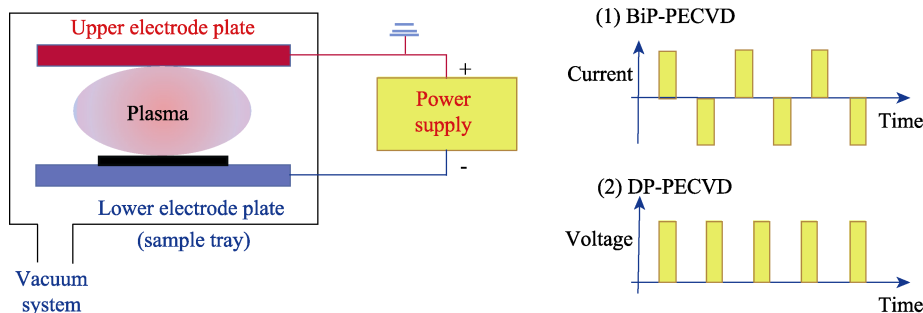 Upper electrode plate
Plasma
Lower electrode plate
(sample tray)
Vacuum
system
+
Power
supply
-
(1) BiP-PECVD
Current
Time
(2) DP-PECVD
Voltage
Time